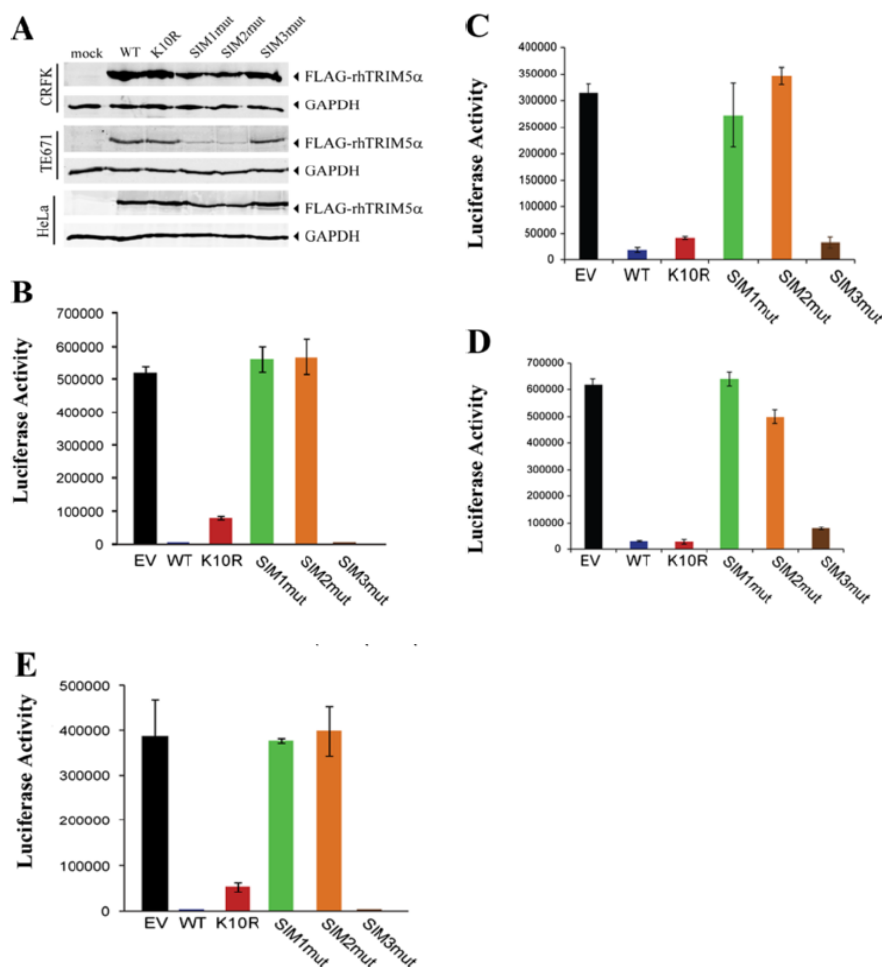 A
mock WT K10R SIM1mut SIM2mut SIM3mut
CRFK
FLAG-rhTRIM5α
GAPDH
TE671
FLAG-rhTRIM5α
GAPDH
HeLa
FLAG-rhTRIM5α
GAPDH
B
Luciferase Activity
700000
600000
500000
400000
300000
200000
100000
0
EV WT K10R SIM1mut SIM2mut SIM3mut
C
Luciferase Activity
400000
350000
300000
250000
200000
150000
100000
50000
0
EV WT K10R SIM1mut SIM2mut SIM3mut
D
Luciferase Activity
700000
600000
500000
400000
300000
200000
100000
0
EV WT K10R SIM1mut SIM2mut SIM3mut
E
Luciferase Activity
500000
400000
300000
200000
100000
0
EV WT K10R SIM1mut SIM2mut SIM3mut